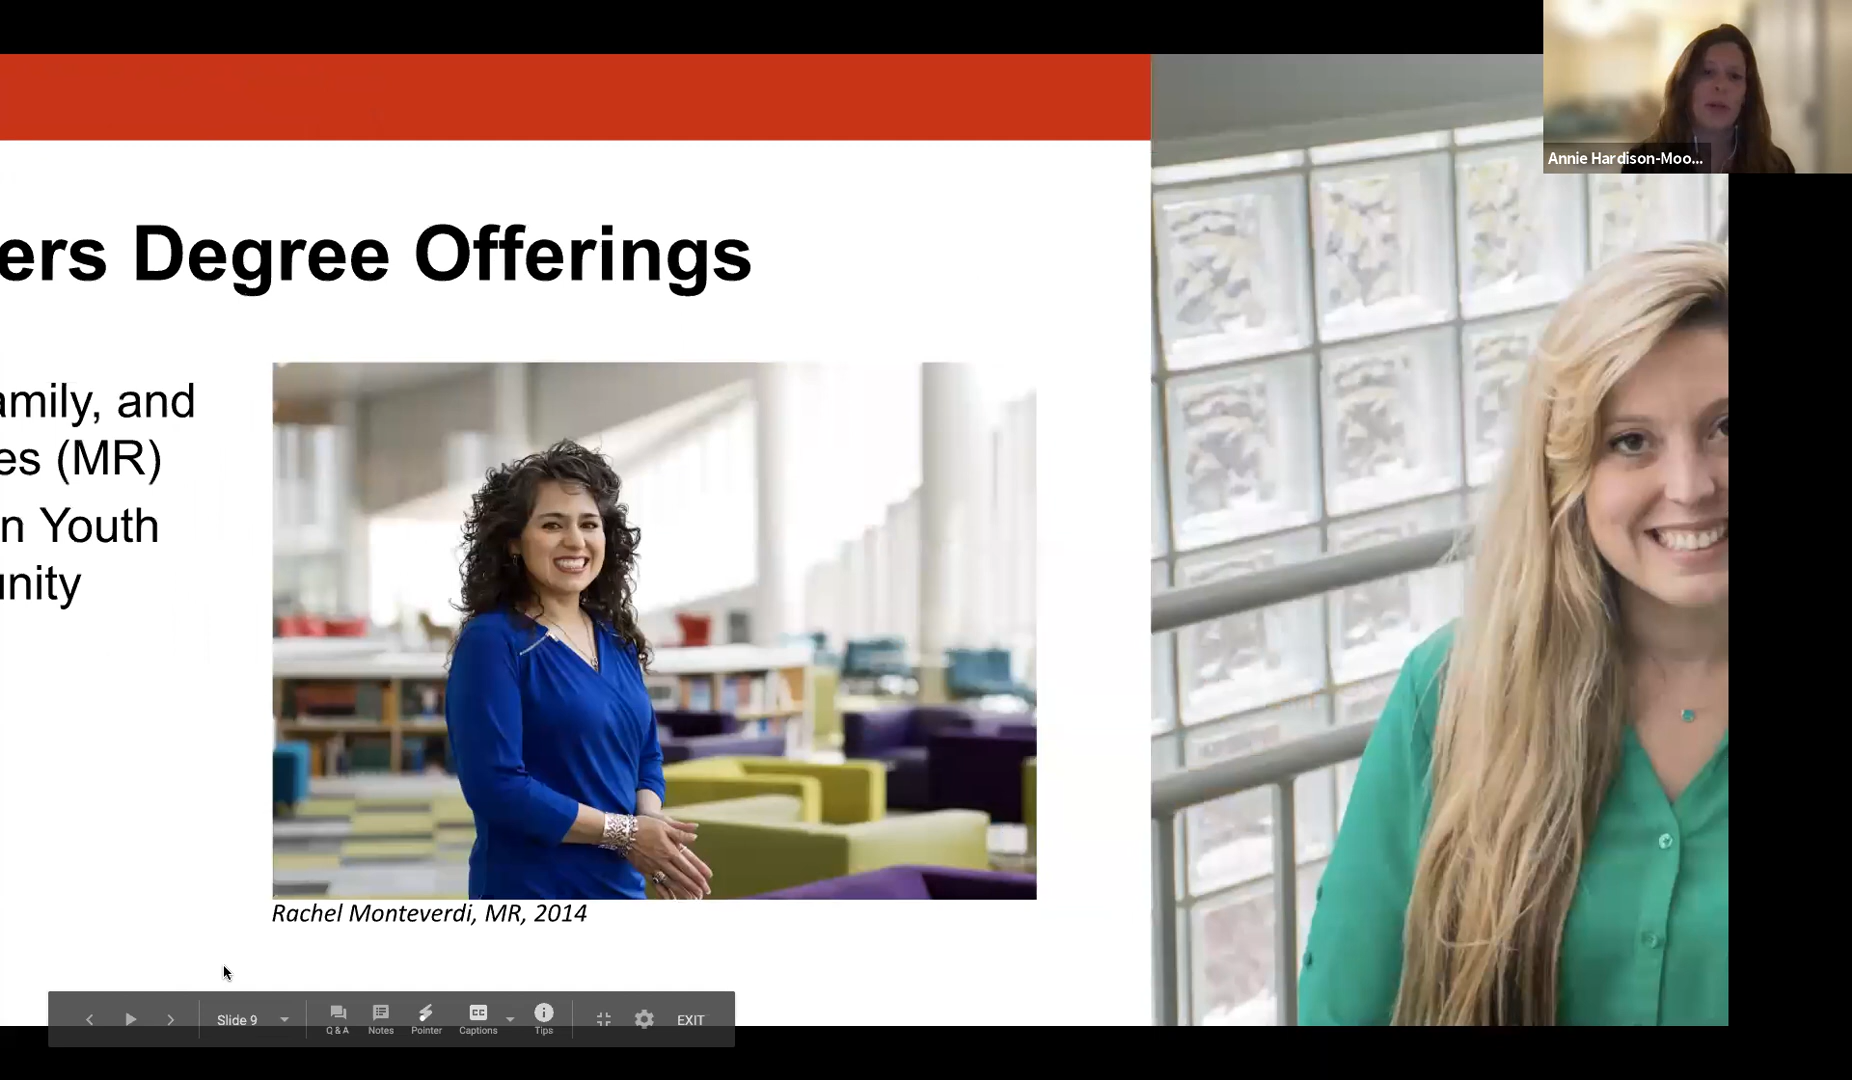 Annie Hardison-Moo...
ers Degree Offerings
amily, and
es (MR)
n Youth
unity
Rachel Monteverdi, MR, 2014
Slide 9
Q & A
Notes
Pointer
CC
Captions
Tips
EXIT